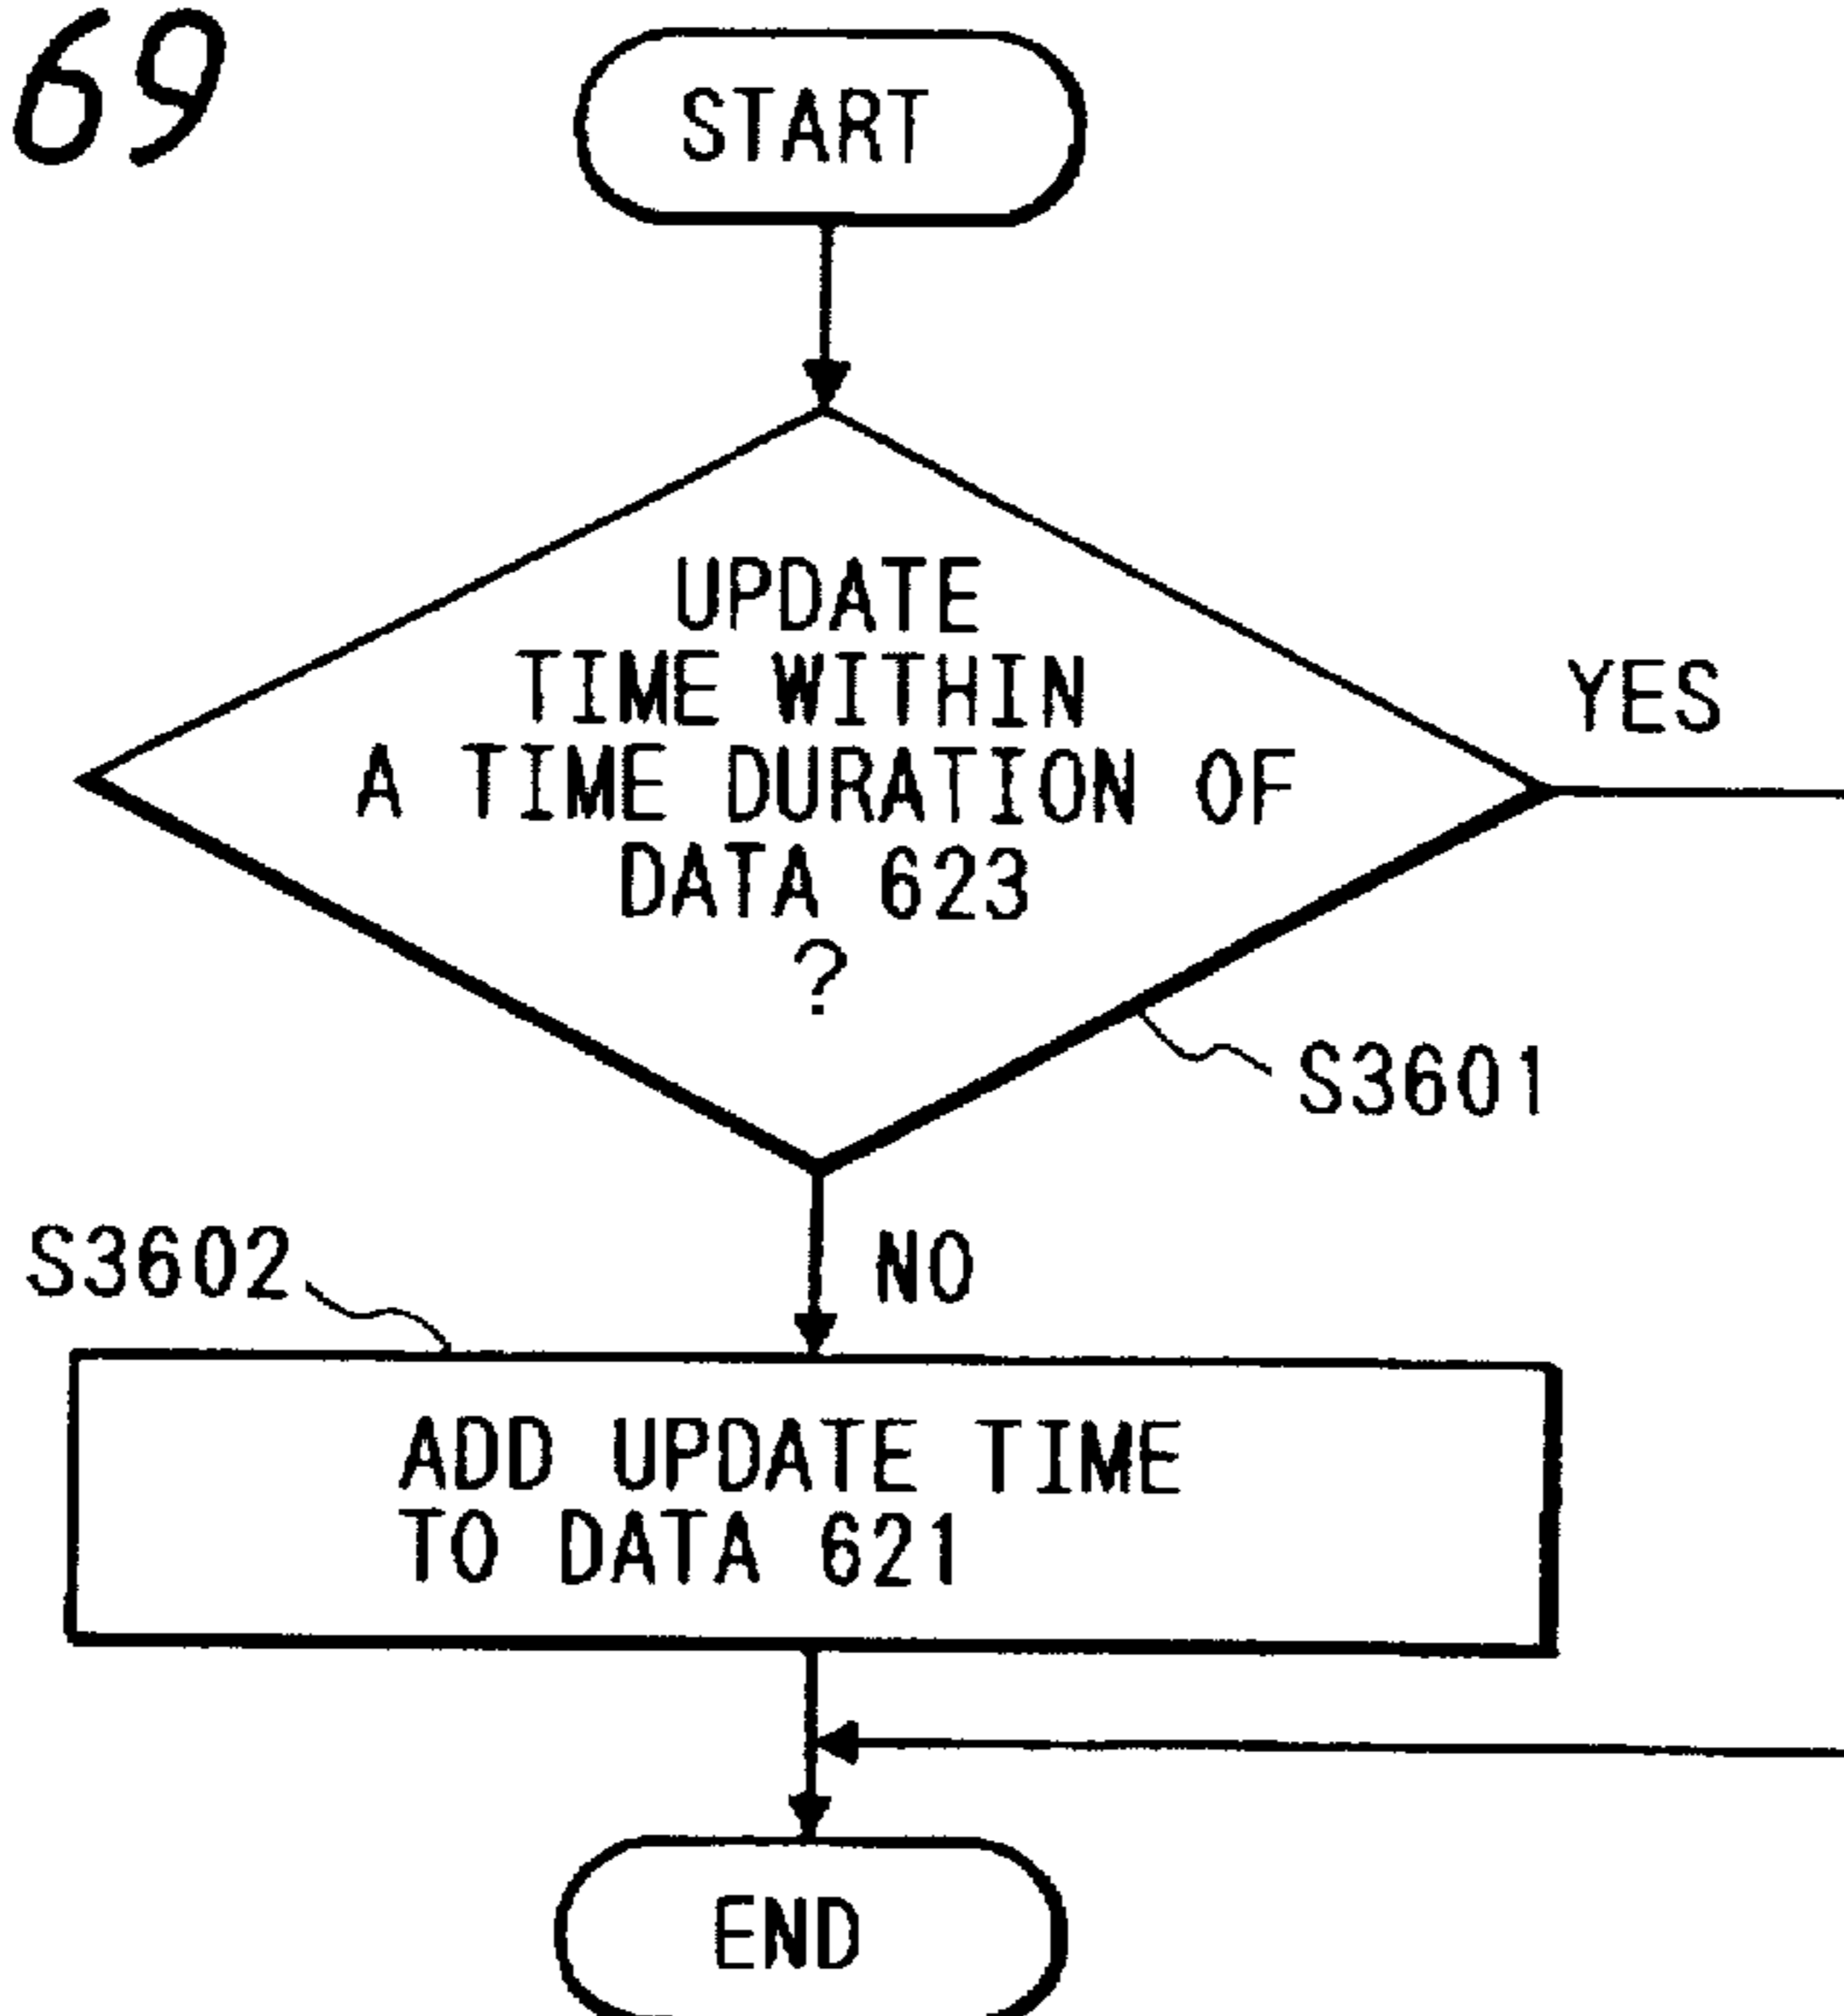 69
START
UPDATE
TIME WITHIN
A TIME DURATION OF
DATA 623
?
YES
S3601
S3602
NO
ADD UPDATE TIME
TO DATA 621
END